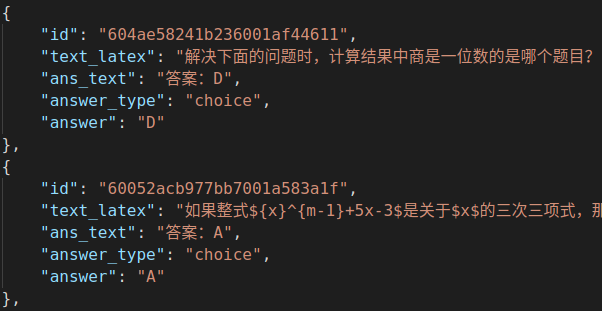 {
"id": "604ae58241b236001af44611",
"text_latex": "解决下面的问题时，计算结果中商是一位数的是哪个题目？
"ans_text": "答案：D",
"answer_type": "choice",
"answer": "D"
},
{
"id": "60052acb977bb7001a583a1f",
"text_latex": "如果整式${x}^{m-1}+5x-3$是关于$x$的三次三项式，那
"ans_text": "答案：A",
"answer_type": "choice",
"answer": "A"
},